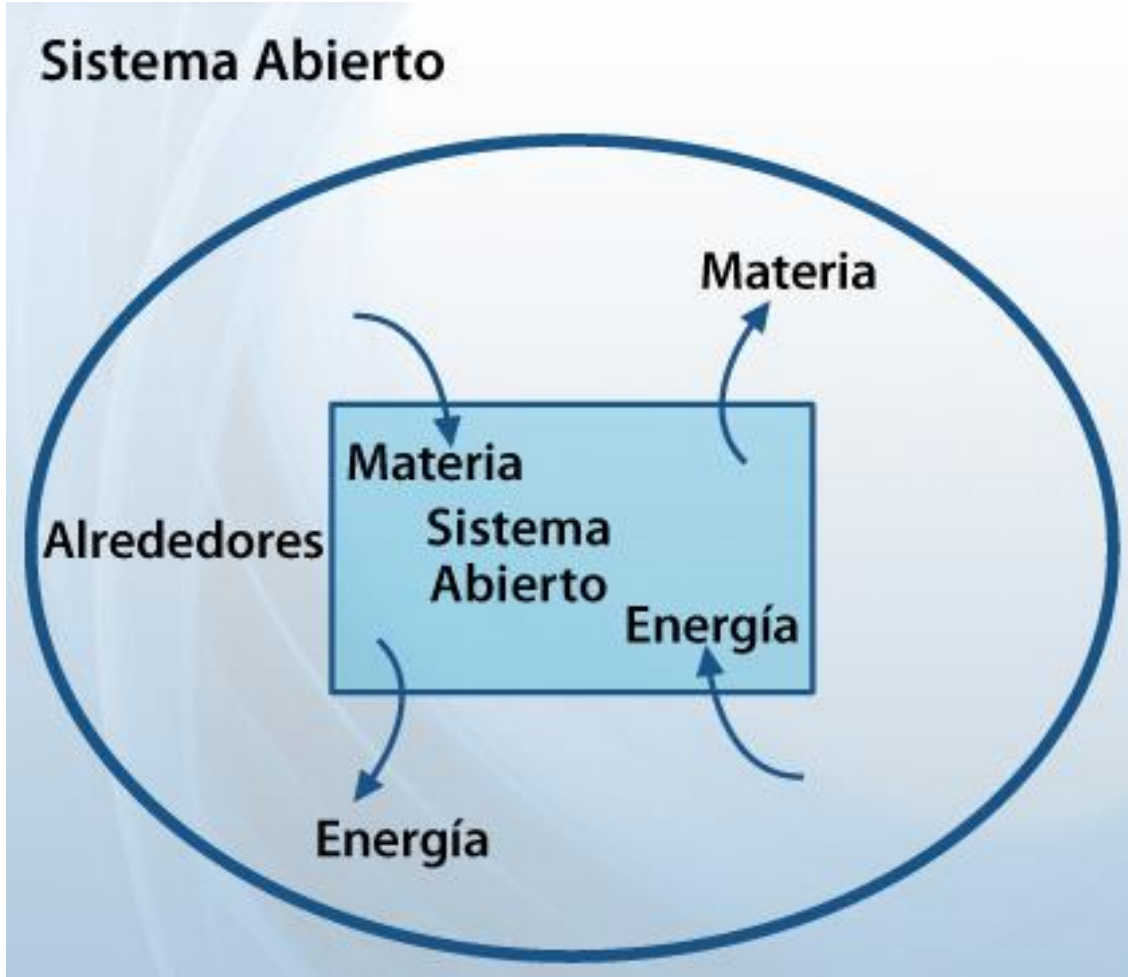 Sistema Abierto
Materia
Materia
Sistema
Abierto
Alrededores
Energía
Energía